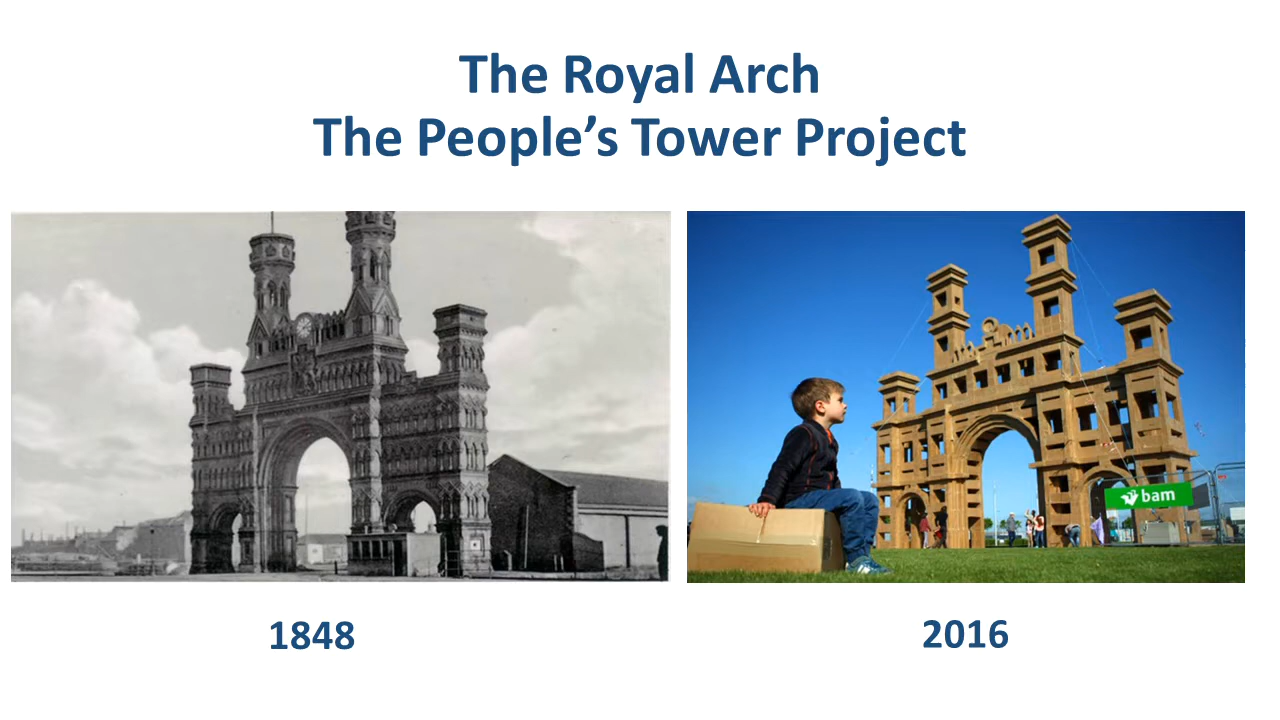 The Royal Arch
The People’s Tower Project
bam
1848
2016